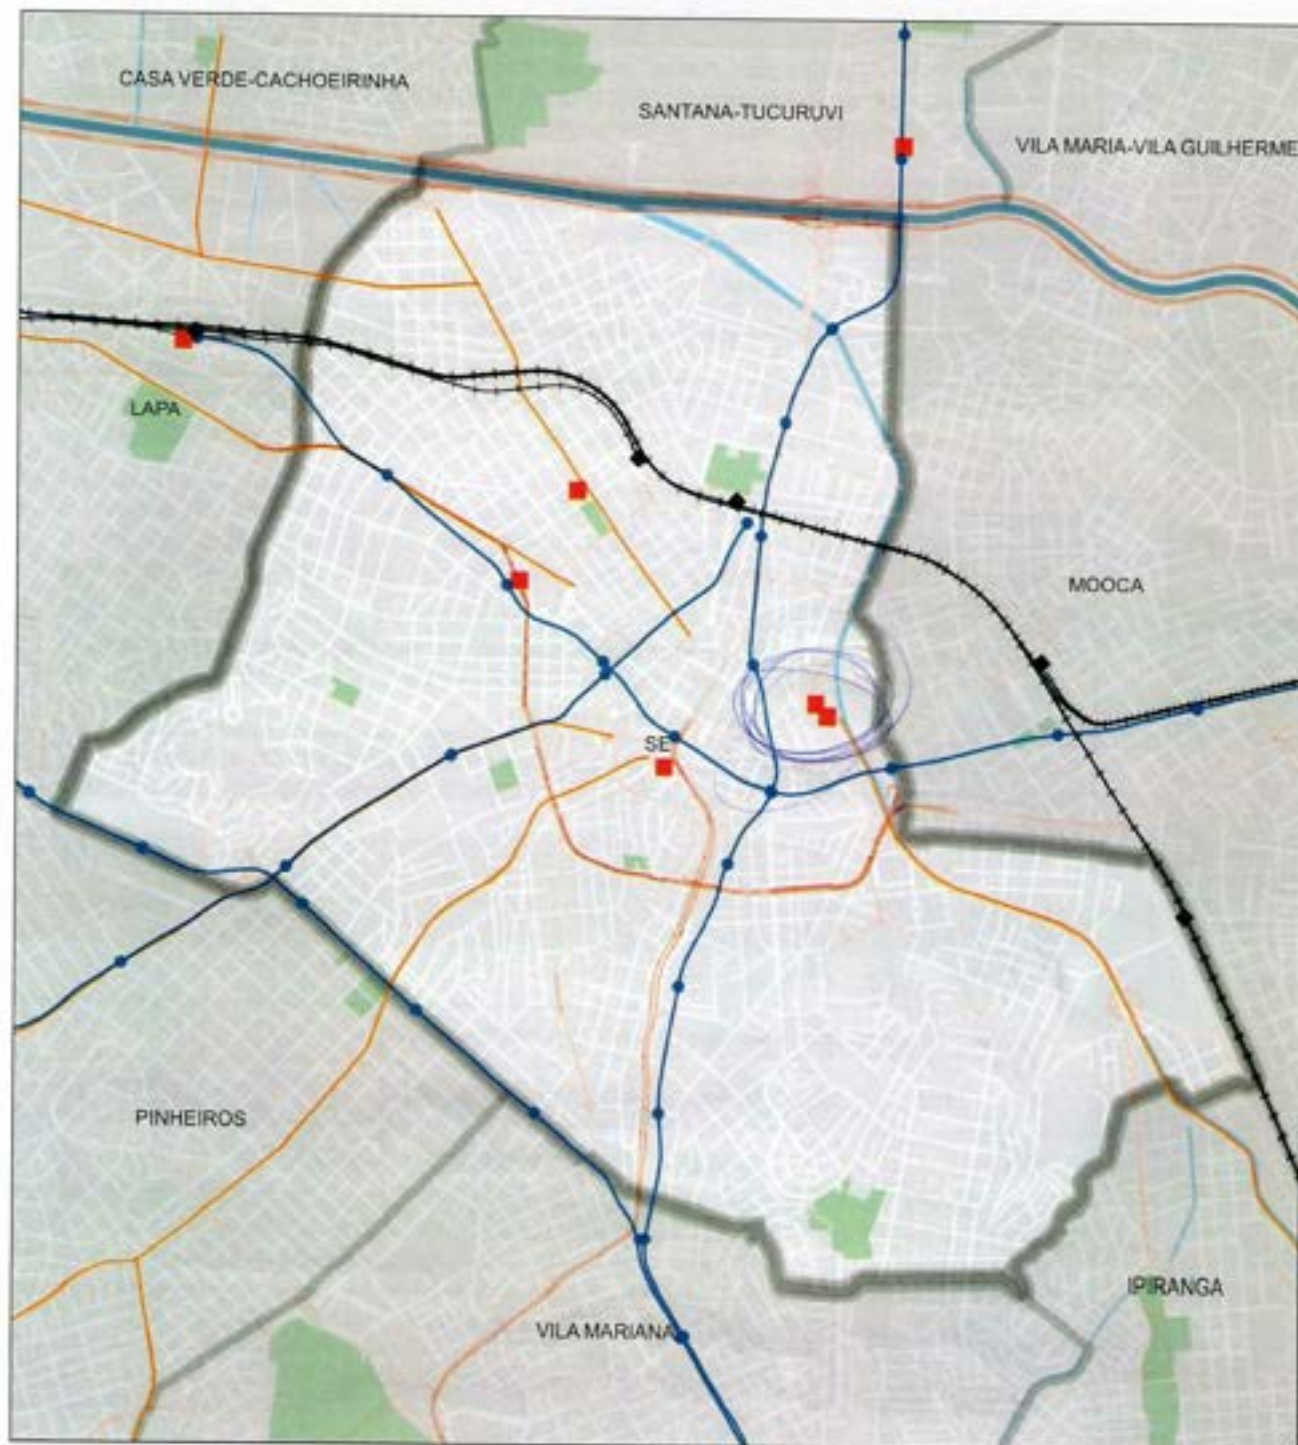 CASA VERDE-CACHOEIRINHA
SANTANA-TUCURUVI
VILA MARIA-VILA GUILHERME
LAPA
MOOCA
SE
PINHEIROS
IPIRANGA
VILA MARIANA